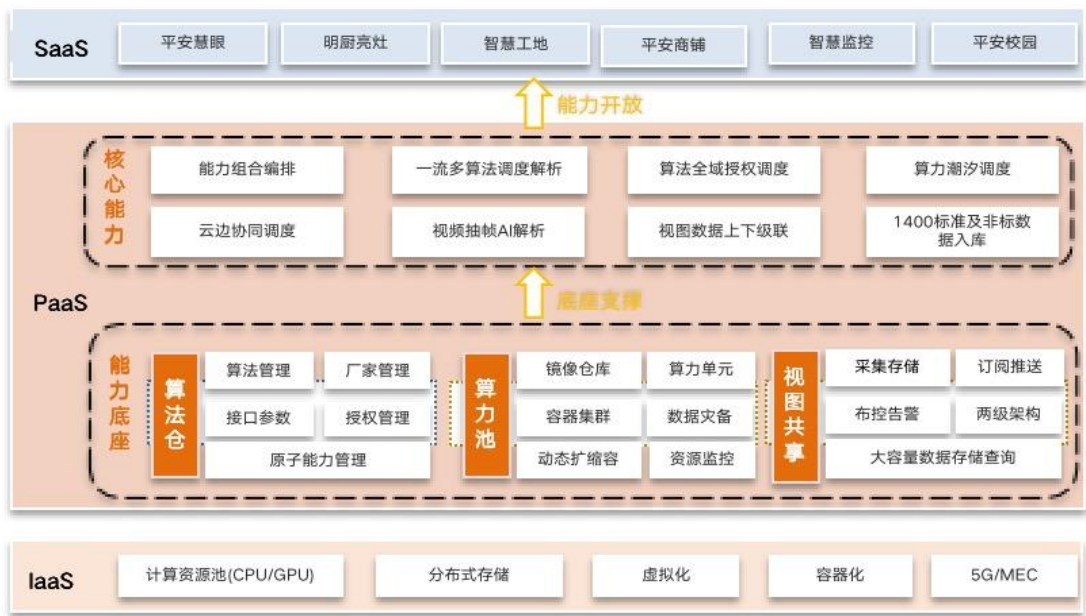 SaaS
平安慧眼
明厨亮灶
智慧工地
平安商铺
智慧监控
平安校园
能力开放
PaaS
核心能力
能力组合编排
一流多算法调度解析
算法全域授权调度
算力潮汐调度
云边协同调度
视频抽帧AI解析
视图数据上下级联
1400标准及非标数
据入库
底座支撑
能力底座
算法仓
算法管理
厂家管理
接口参数
授权管理
原子能力管理
算力池
镜像仓库
算力单元
容器集群
数据灾备
动态扩缩容
资源监控
视图共享
采集存储
订阅推送
布控告警
两级架构
大容量数据存储查询
IaaS
计算资源池(CPU/GPU)
分布式存储
虚拟化
容器化
5G/MEC